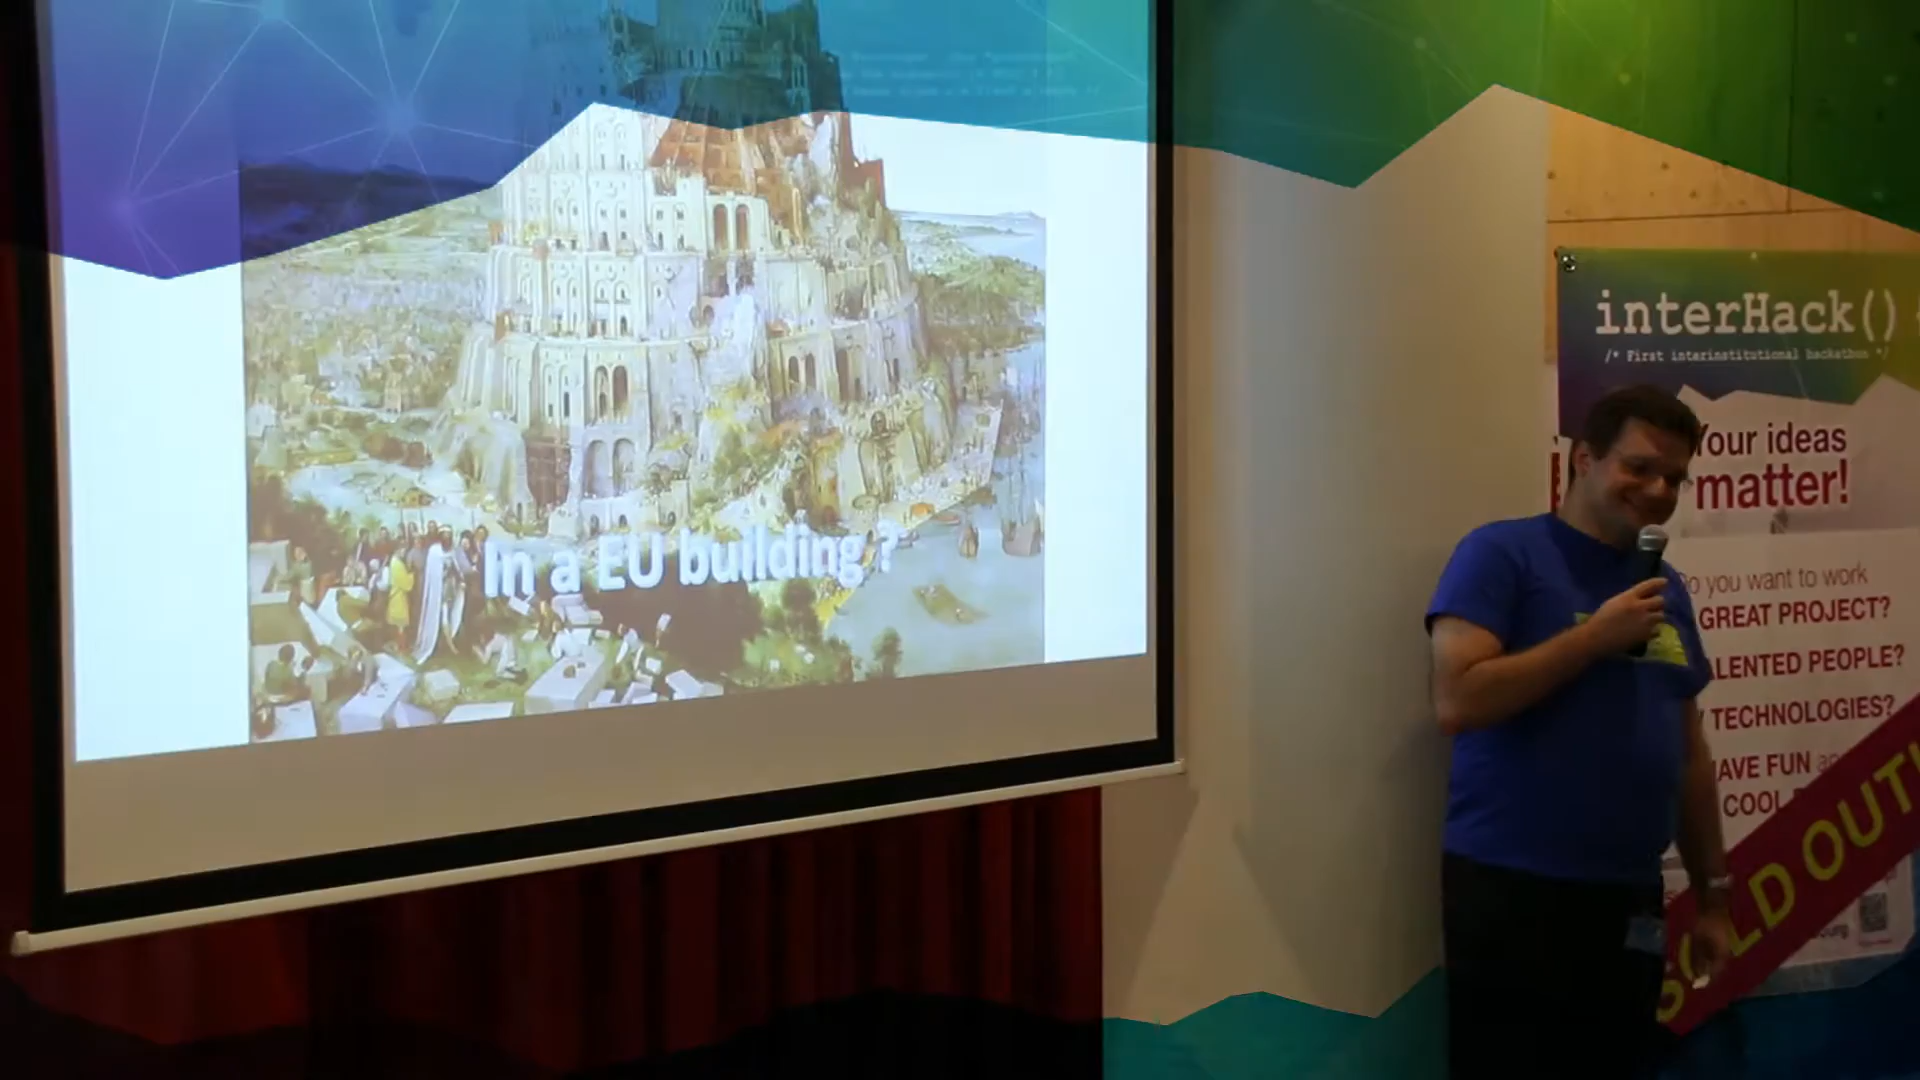 In a EU building ?
interHack()
/* First interinstitutional hackathon */
Your ideas
matter!
you want to work
GREAT PROJECT?
TALENTED PEOPLE?
TECHNOLOGIES?
HAVE FUN
COOL
SOLD OUT!